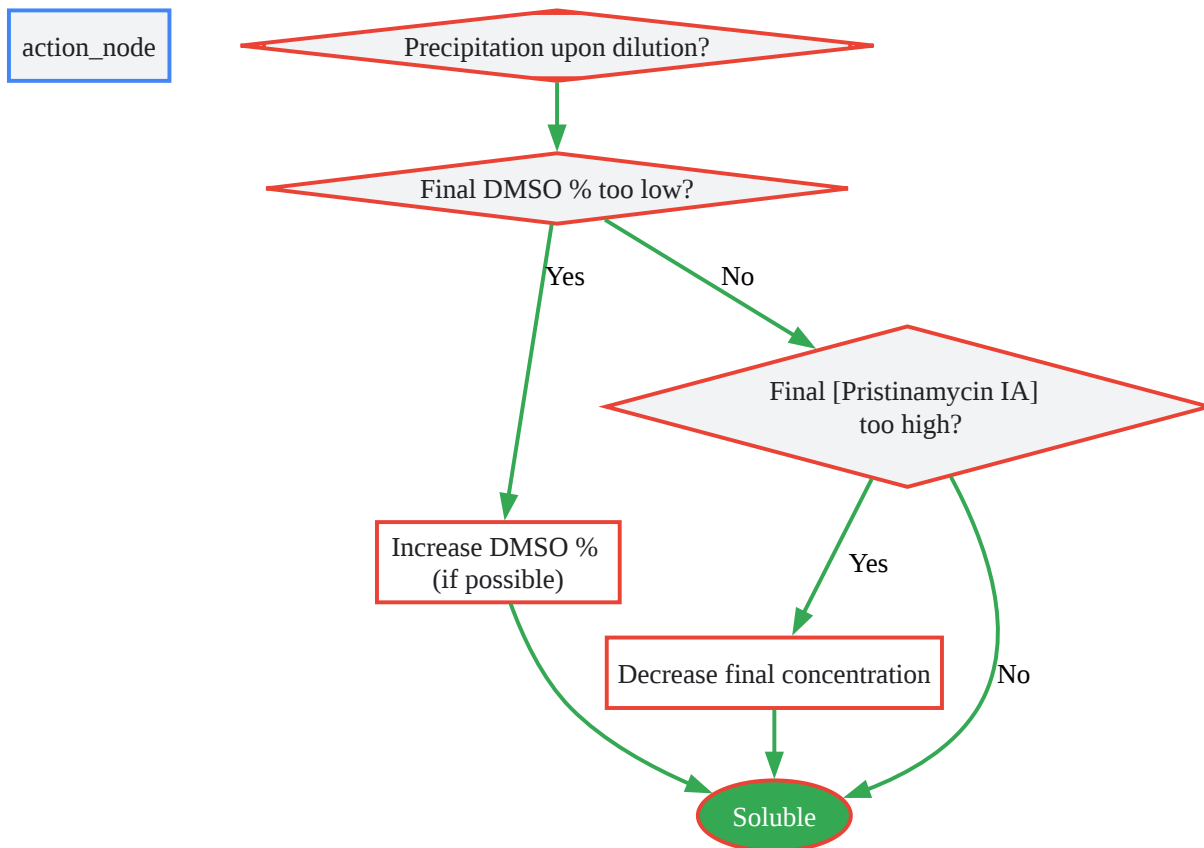 action_node
Precipitation upon dilution?
Final DMSO % too low?
Yes
No
Final [Pristinamycin IA]
too high?
Increase DMSO %
(if possible)
Yes
Decrease final concentration
No
Soluble